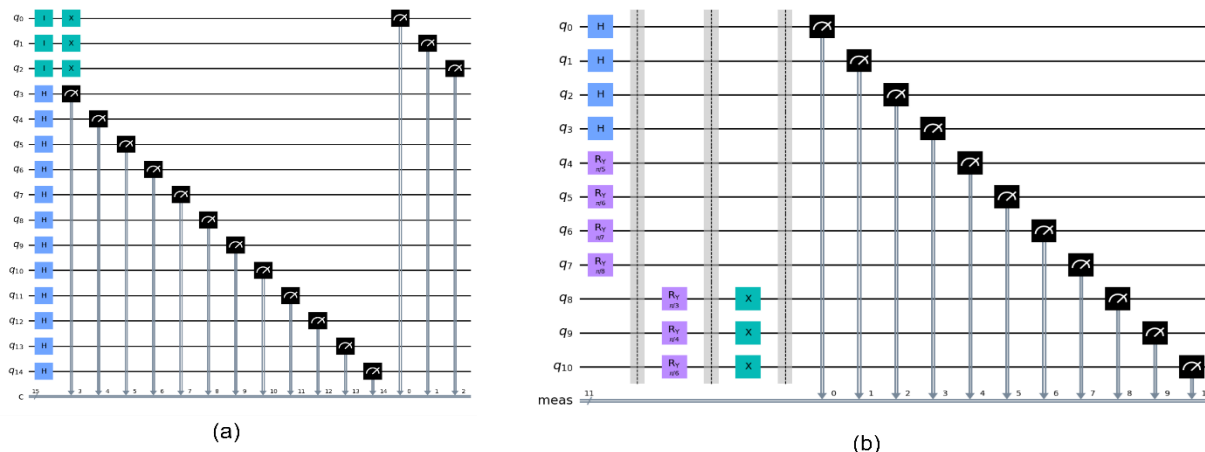 q0 I X
q1 I X
q2 I X
q3 H
q4 H
q5 H
q6 H
q7 H
q8 H
q9 H
q10 H
q11 H
q12 H
q13 H
q14 H
15 3 4 5 6 7 8 9 10 11 12 13 14 0 1 2
c
(a)
q0 H
q1 H
q2 H
q3 H
q4 RY π/5
q5 RY π/6
q6 RY π/7
q7 RY π/8
q8 RY π/3 X
q9 RY π/4 X
q10 RY π/6 X
11 0 1 2 3 4 5 6 7 8 9
meas
(b)